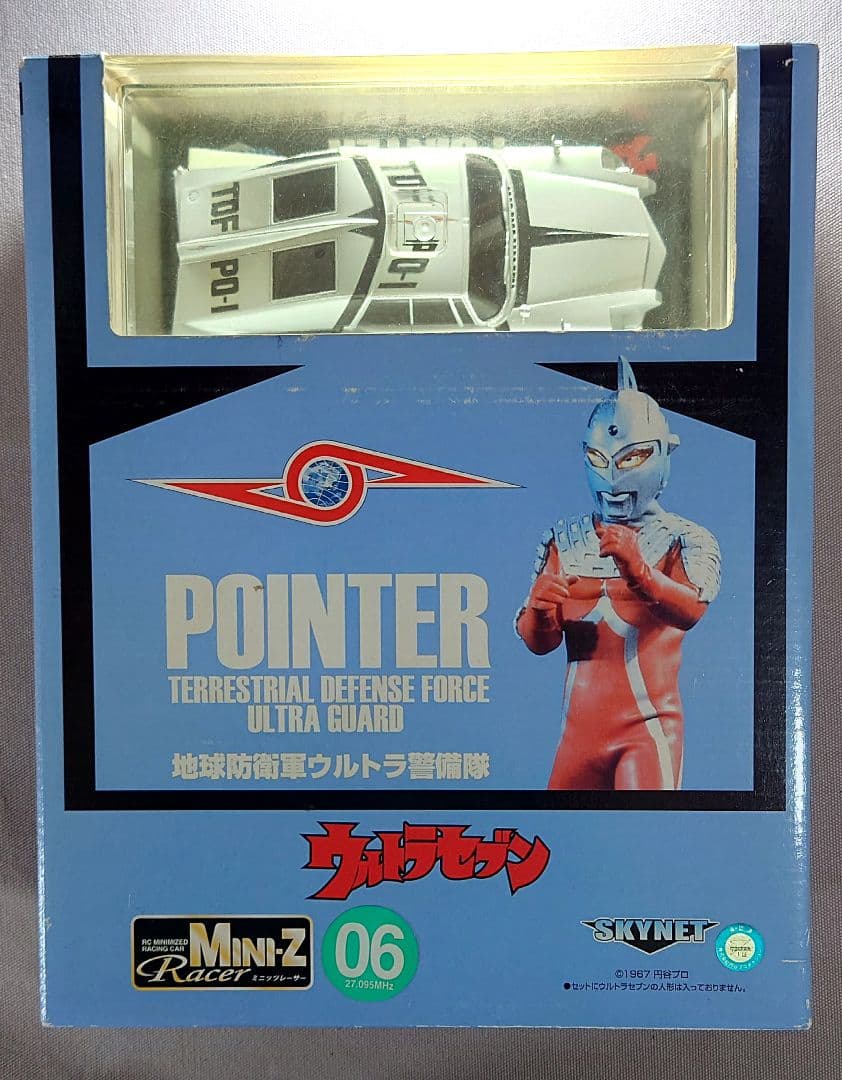 TDF PO-1
TDF PO-1
POINTER
TERRESTRIAL DEFENSE FORCE
ULTRA GUARD
地球防衛軍ウルトラ警備隊
ウルトラセブン
RC MINIMIZED
RACING CAR
MINI-Z
Racer
ミニッツレーサー
06
27.095MHz
SKYNET
©1967 円谷プロ
●セットにウルトラセブンの人形は入っておりません。